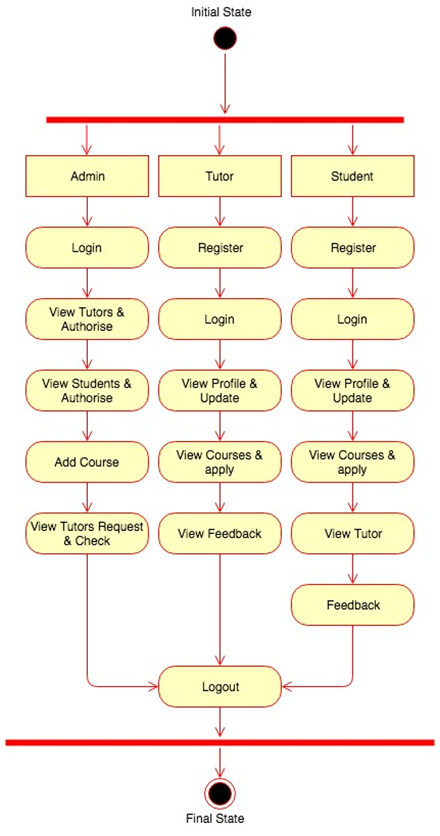 Initial State
Admin
Tutor
Student
Login
Register
Register
View Tutors &
Authorise
Login
Login
View Students &
Authorise
View Profile &
Update
View Profile &
Update
Add Course
View Courses &
apply
View Courses &
apply
View Tutors Request
& Check
View Feedback
View Tutor
Feedback
Logout
Final State